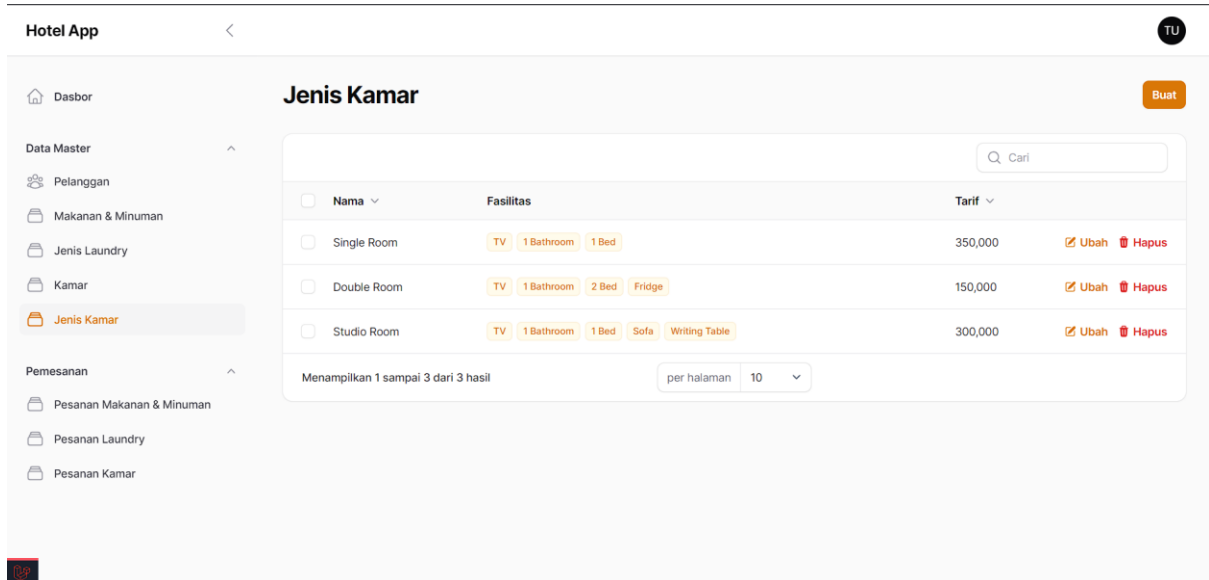 Hotel App
TU
Dasbor
Data Master
Pelanggan
Makanan & Minuman
Jenis Laundry
Kamar
Jenis Kamar
Pemesanan
Pesanan Makanan & Minuman
Pesanan Laundry
Pesanan Kamar
Jenis Kamar
Buat
Cari
Nama Fasilitas Tarif
Single Room TV 1 Bathroom 1 Bed 350,000 Ubah Hapus
Double Room TV 1 Bathroom 2 Bed Fridge 150,000 Ubah Hapus
Studio Room TV 1 Bathroom 1 Bed Sofa Writing Table 300,000 Ubah Hapus
Menampilkan 1 sampai 3 dari 3 hasil per halaman 10